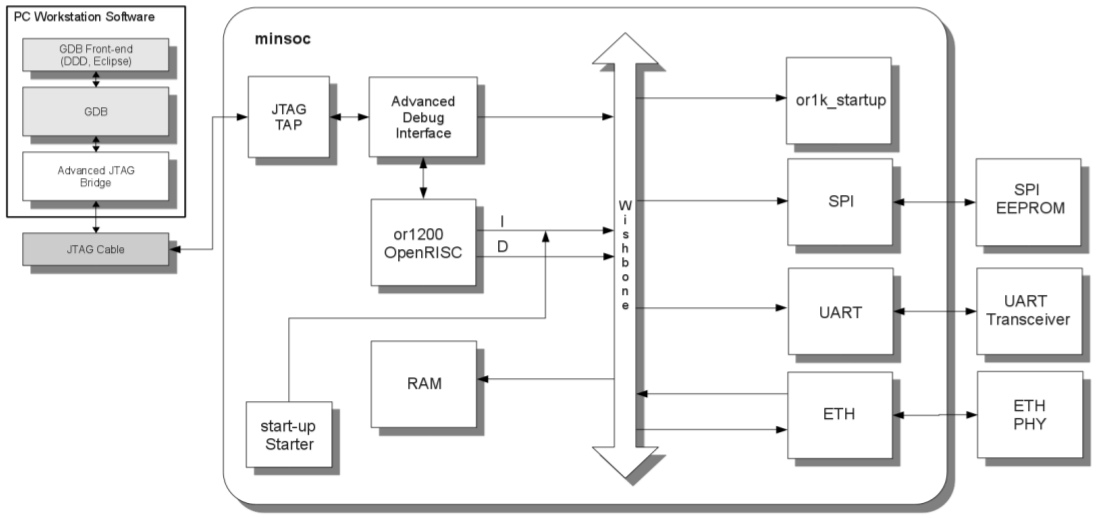 PC Workstation Software
GDB Front-end
(DDD, Eclipse)
GDB
Advanced JTAG
Bridge
JTAG Cable
minsoc
JTAG
TAP
Advanced
Debug
Interface
or1200
OpenRISC
I
D
RAM
start-up
Starter
Wishbone
or1k_startup
SPI
UART
ETH
SPI
EEPROM
UART
Transceiver
ETH
PHY